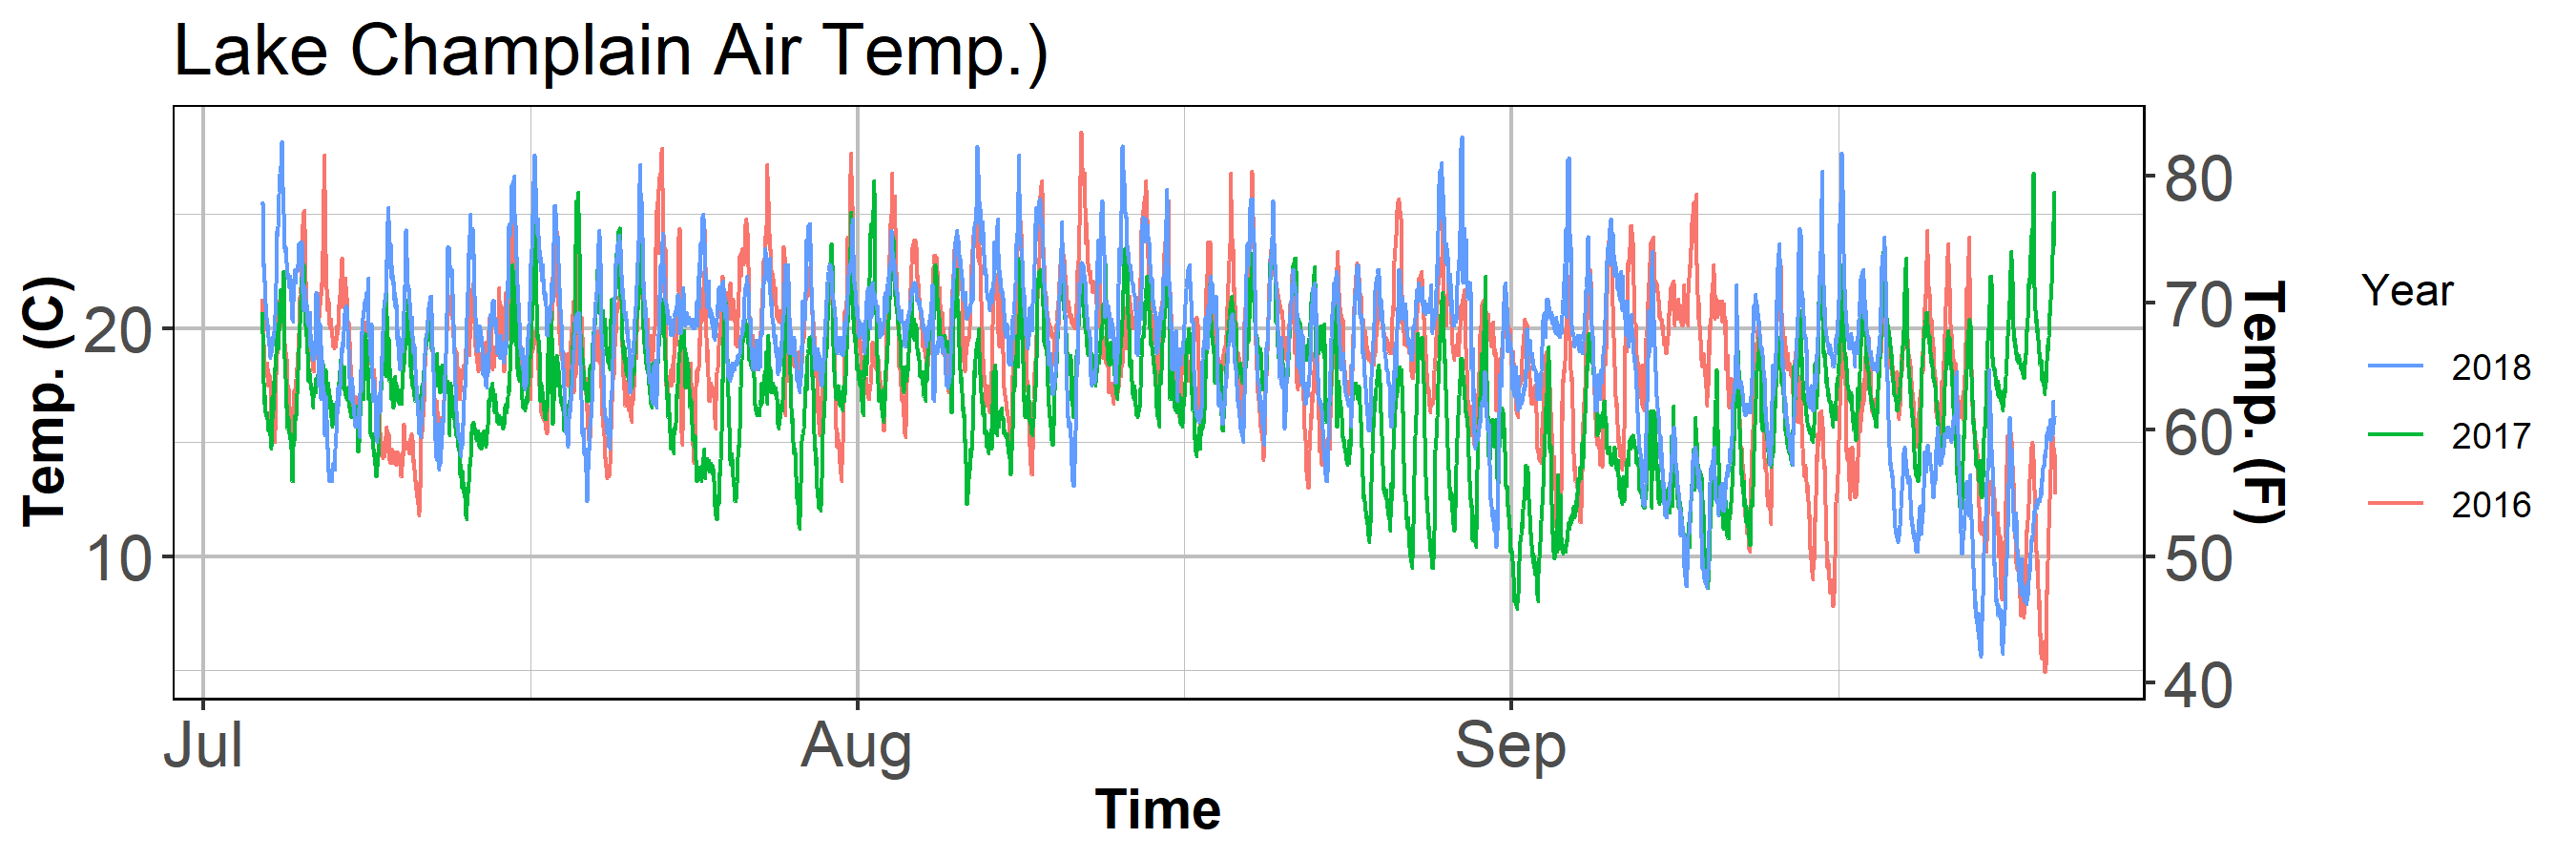 Lake Champlain Air Temp.)
Temp. (C)
20
10
80
70
60
50
40
Temp. (F)
Jul
Aug
Sep
Time
Year
2018
2017
2016